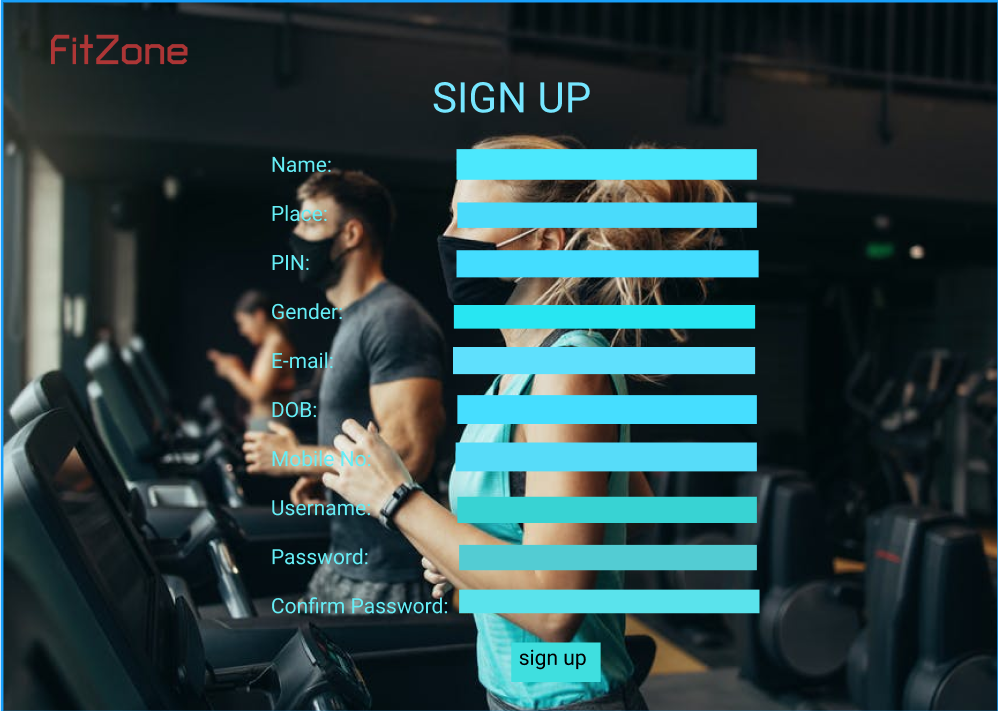 FitZone
SIGN UP
Name:
Place:
PIN:
Gender:
E-mail:
DOB:
Mobile No:
Username:
Password:
Confirm Password:
sign up